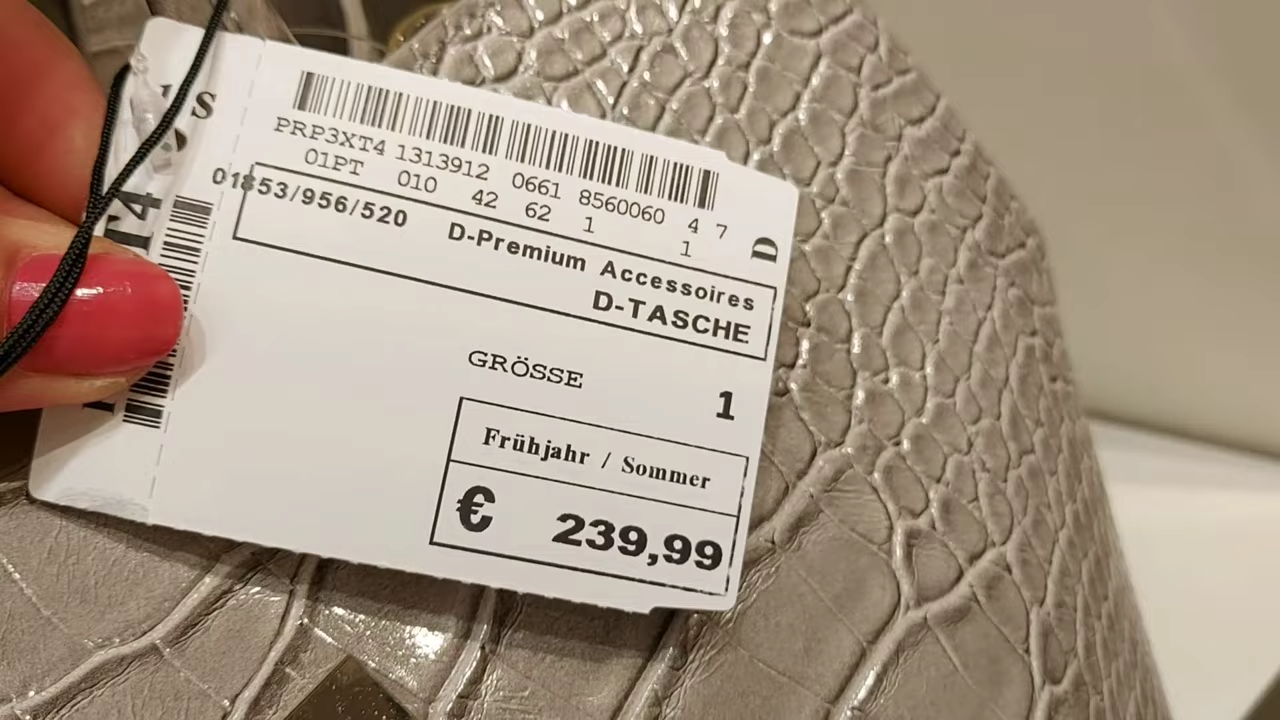 PRP3XT4 1313912 0661 8560060 4 7
01PT 010 42 62 1 1
01853/956/520 D-Premium Accessoires
D-TASCHE
GRÖSSE 1
Frühjahr / Sommer
€ 239,99